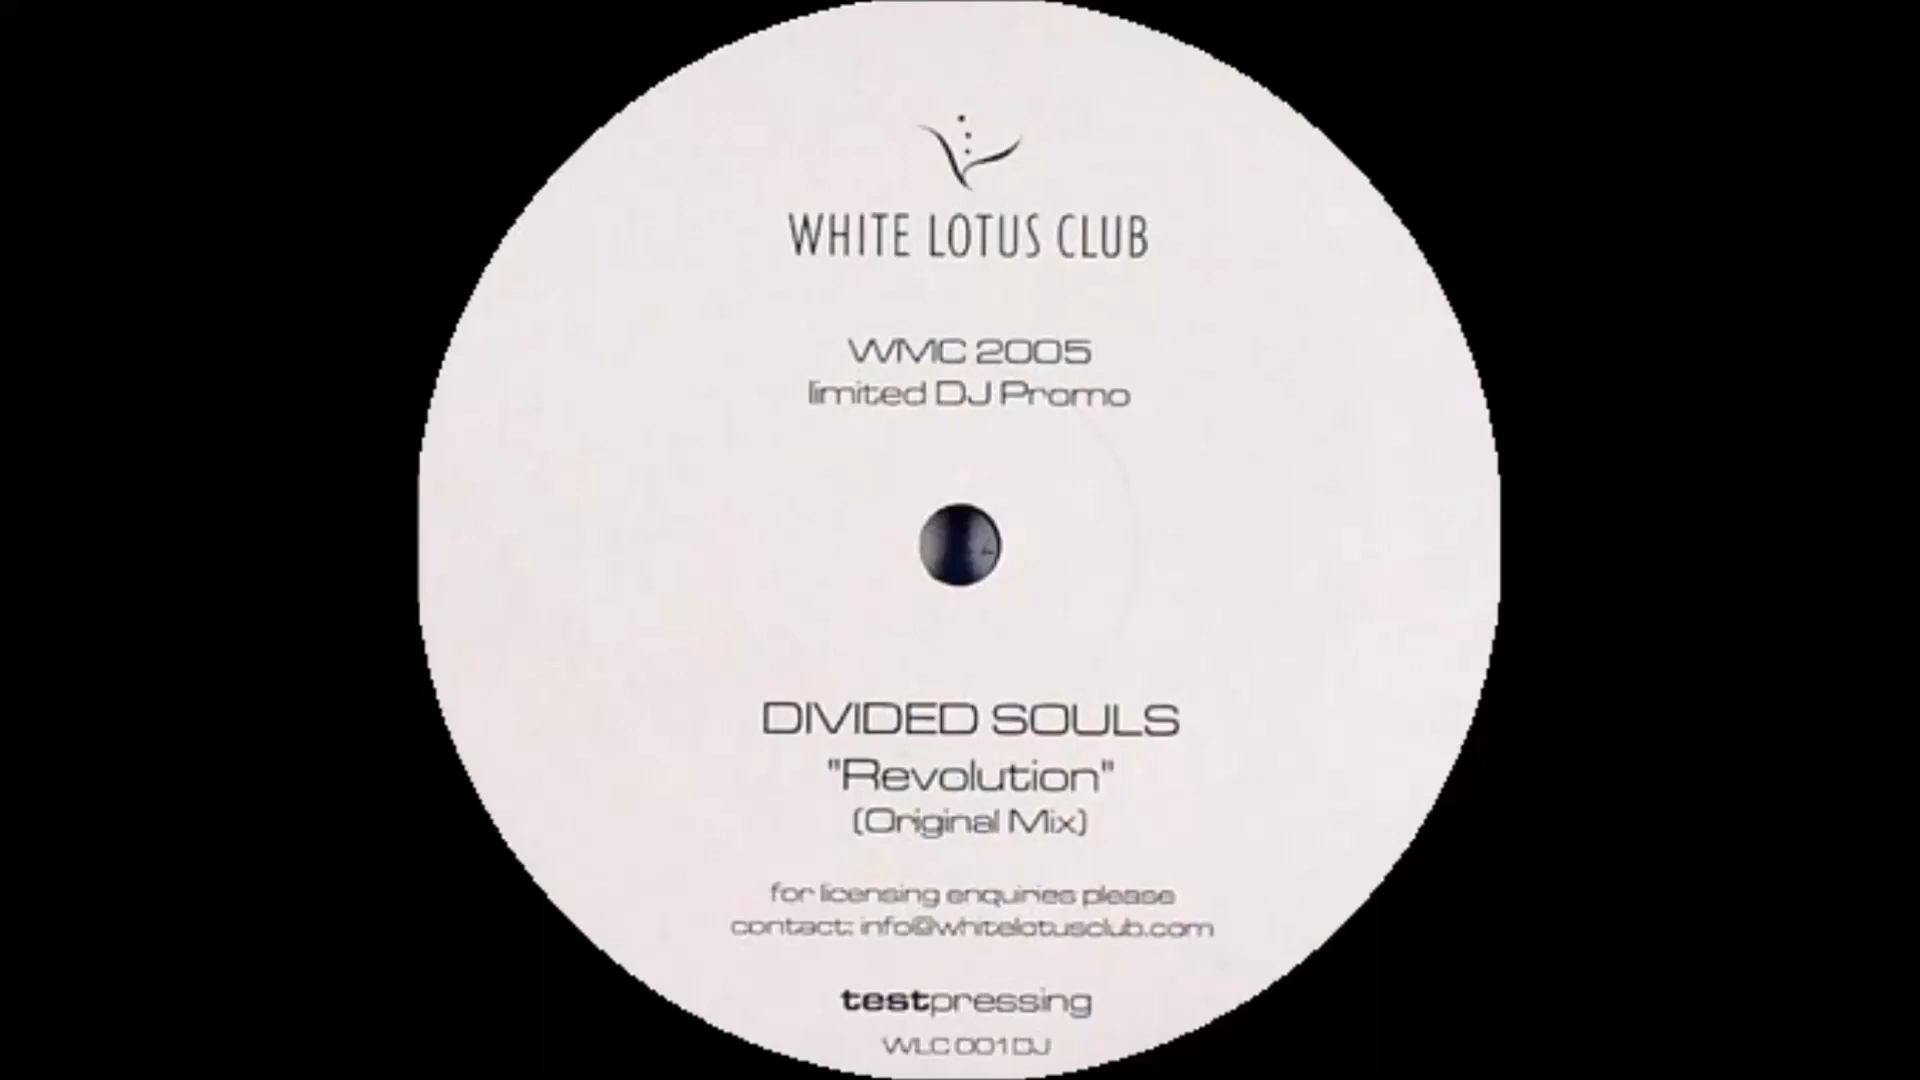 WHITE LOTUS CLUB
WMC 2005
limited DJ Promo
DIVIDED SOULS
"Revolution"
(Original Mix)
for licensing enquiries please
contact: info@whitelotusclub.com
testpressing
WLC 001 DJ